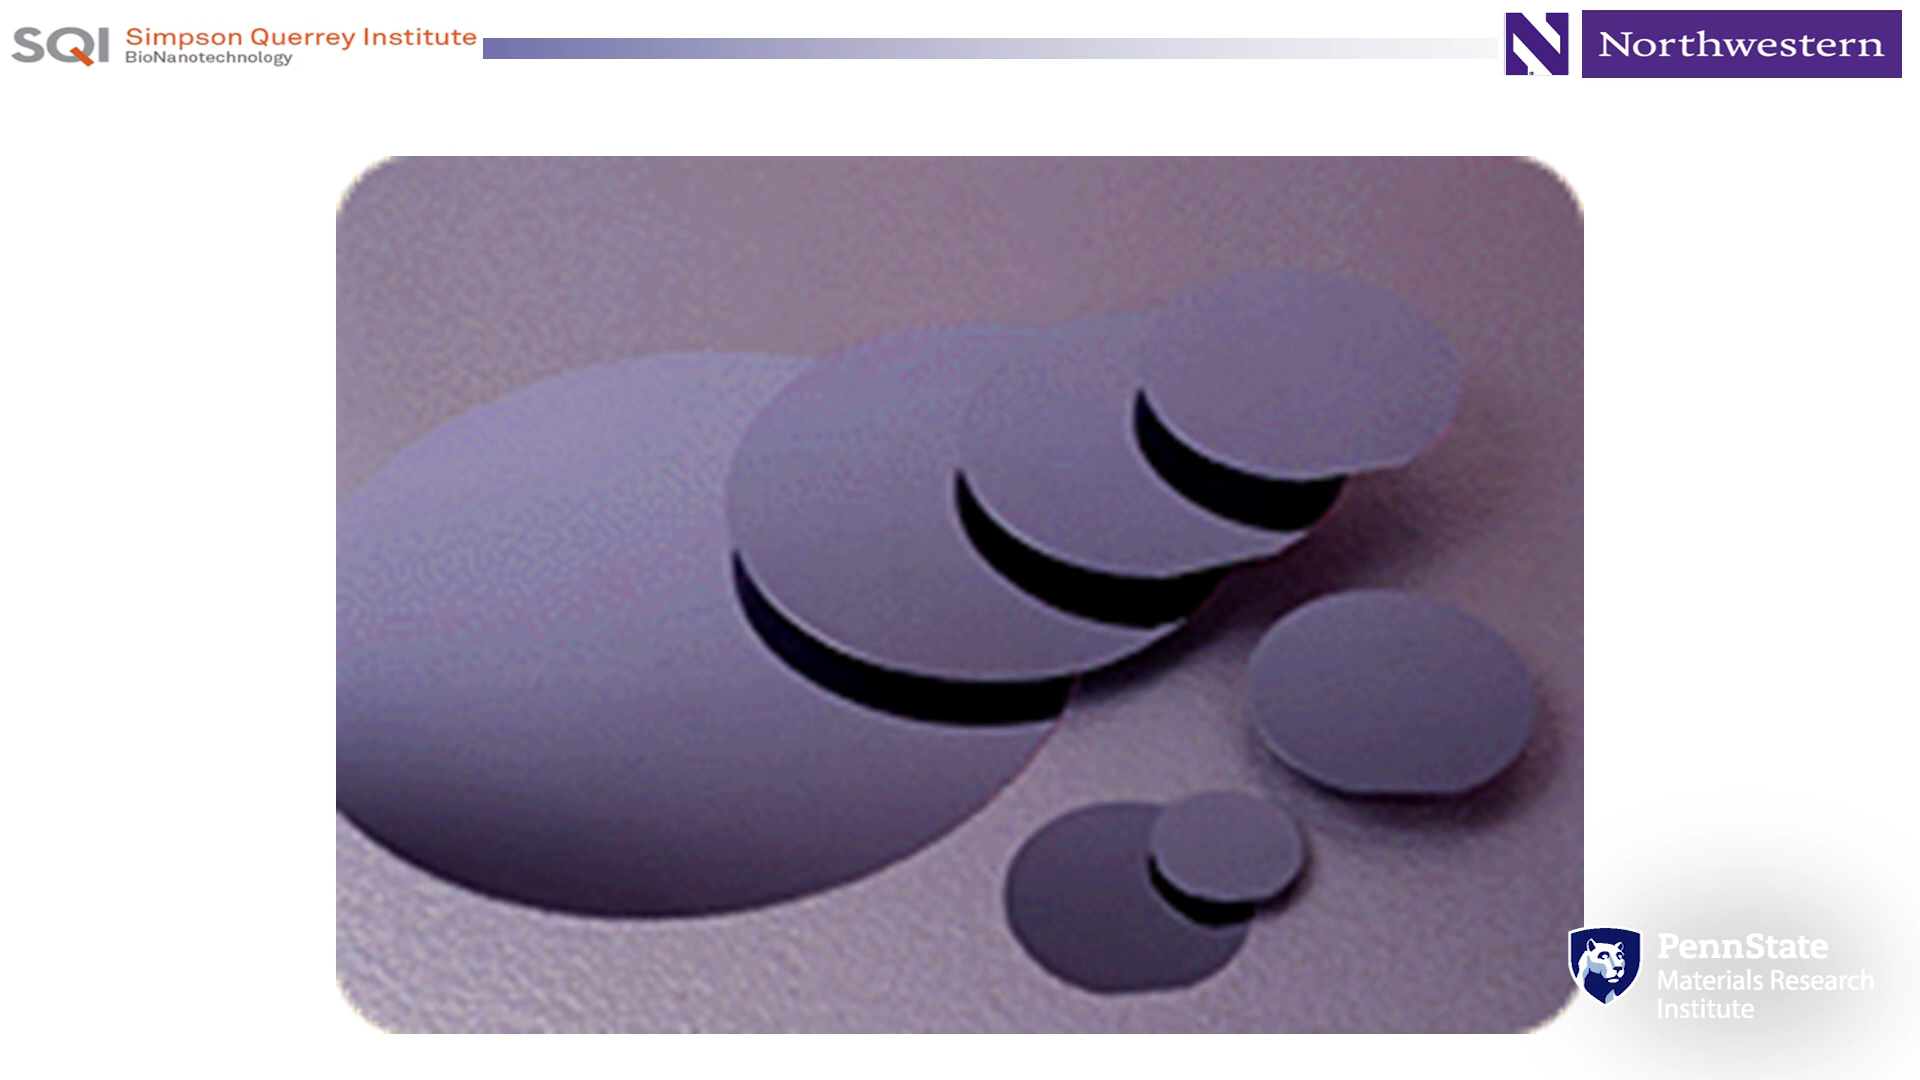 SQI Simpson Querrey Institute
BioNanotechnology
N Northwestern
PennState
Materials Research
Institute